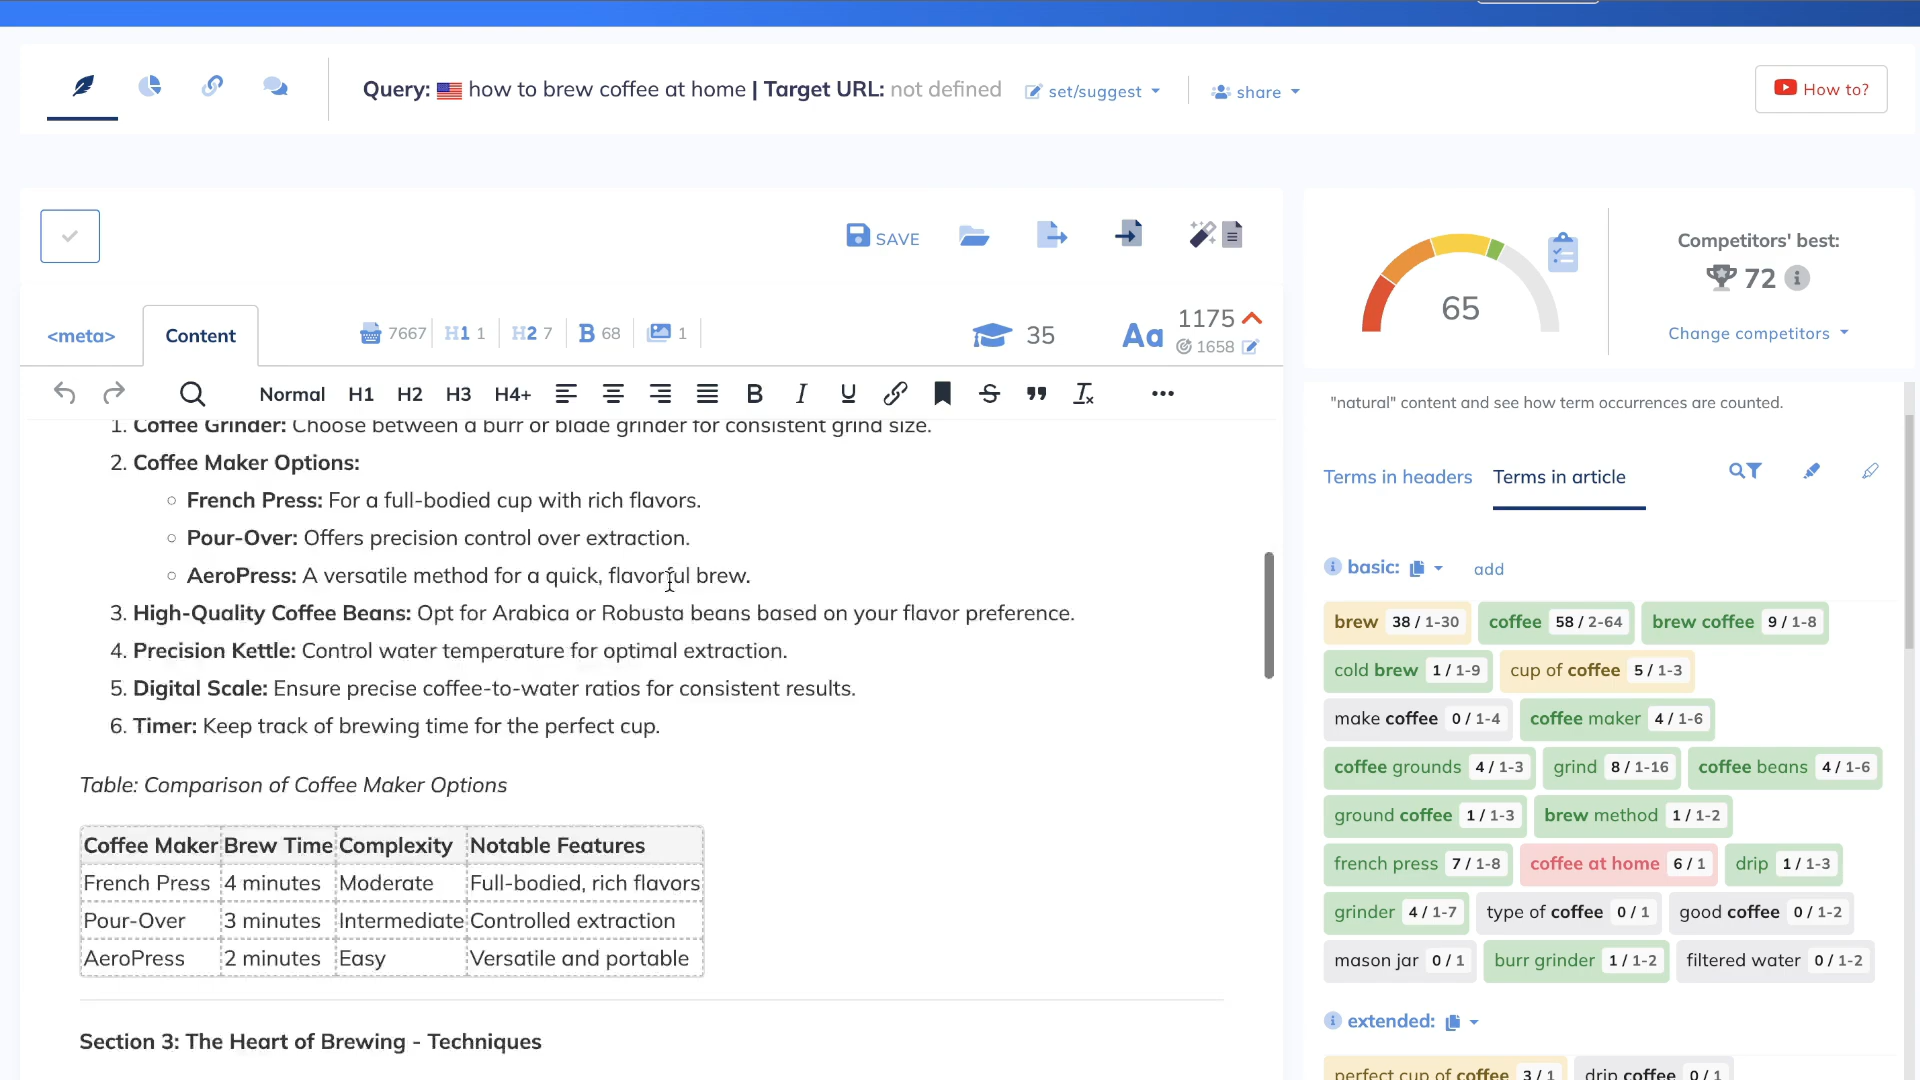 Query: how to brew coffee at home | Target URL: not defined set/suggest share How to?
SAVE
<meta> Content 7667 H1 1 H2 7 B 68 1 35 Aa 1175 1658
Normal H1 H2 H3 H4+ B I U
1. Coffee Grinder: Choose between a burr or blade grinder for consistent grind size.
2. Coffee Maker Options:
French Press: For a full-bodied cup with rich flavors.
Pour-Over: Offers precision control over extraction.
AeroPress: A versatile method for a quick, flavorful brew.
3. High-Quality Coffee Beans: Opt for Arabica or Robusta beans based on your flavor preference.
4. Precision Kettle: Control water temperature for optimal extraction.
5. Digital Scale: Ensure precise coffee-to-water ratios for consistent results.
6. Timer: Keep track of brewing time for the perfect cup.
Table: Comparison of Coffee Maker Options
Coffee Maker Brew Time Complexity Notable Features
French Press 4 minutes Moderate Full-bodied, rich flavors
Pour-Over 3 minutes Intermediate Controlled extraction
AeroPress 2 minutes Easy Versatile and portable
Section 3: The Heart of Brewing - Techniques
65
Competitors' best:
72
Change competitors
"natural" content and see how term occurrences are counted.
Terms in headers Terms in article
basic: add
brew 38 / 1-30 coffee 58 / 2-64 brew coffee 9 / 1-8
cold brew 1 / 1-9 cup of coffee 5 / 1-3
make coffee 0 / 1-4 coffee maker 4 / 1-6
coffee grounds 4 / 1-3 grind 8 / 1-16 coffee beans 4 / 1-6
ground coffee 1 / 1-3 brew method 1 / 1-2
french press 7 / 1-8 coffee at home 6 / 1 drip 1 / 1-3
grinder 4 / 1-7 type of coffee 0 / 1 good coffee 0 / 1-2
mason jar 0 / 1 burr grinder 1 / 1-2 filtered water 0 / 1-2
extended:
perfect cup of coffee 3 / 1 drip coffee 0 / 1